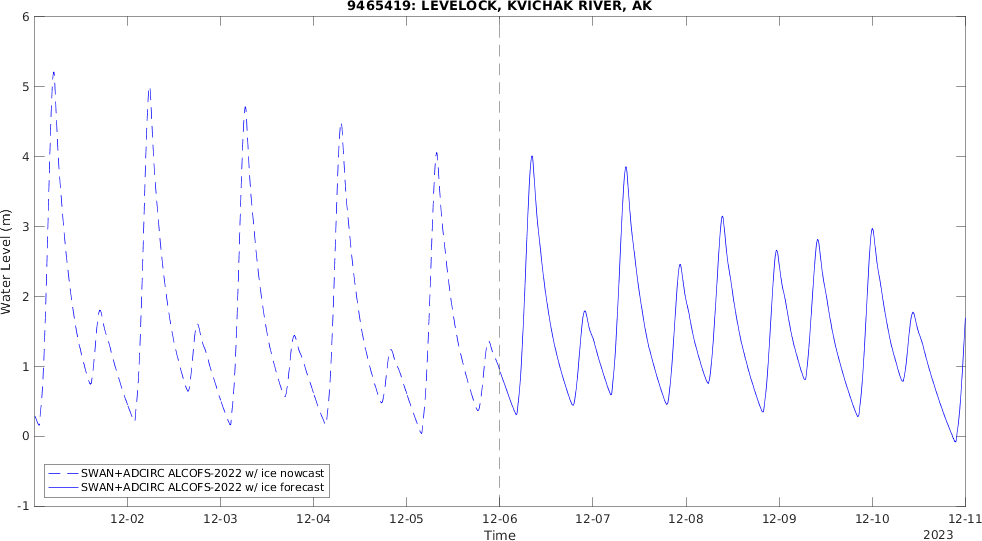 9465419: LEVELOCK, KVICHAK RIVER, AK
6
5
4
3
2
1
0
-1
Water Level (m)
SWAN+ADCIRC ALCOFS-2022 w/ ice nowcast
SWAN+ADCIRC ALCOFS-2022 w/ ice forecast
12-02 12-03 12-04 12-05 12-06 12-07 12-08 12-09 12-10 12-11
Time
2023